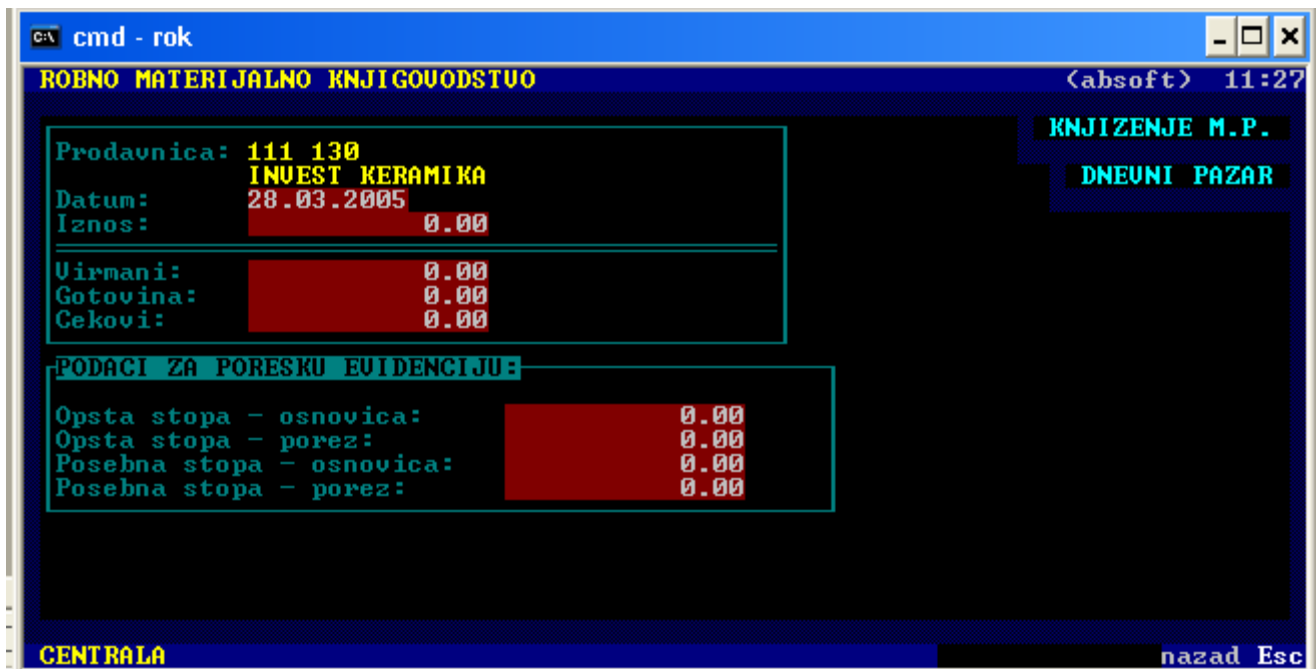 cmd - rok
ROBNO MATERIJALNO KNJIGOVODSTVO (absoft) 11:27
KNJIZENJE M.P.
DNEVNI PAZAR
Prodavnica: 111 130
INVEST KERAMIKA
Datum: 28.03.2005
Iznos: 0.00
Virmani: 0.00
Gotovina: 0.00
Cekovi: 0.00
PODACI ZA PORESKU EVIDENCIJU:
Opsta stopa - osnovica: 0.00
Opsta stopa - porez: 0.00
Posebna stopa - osnovica: 0.00
Posebna stopa - porez: 0.00
CENTRALA nazad Esc